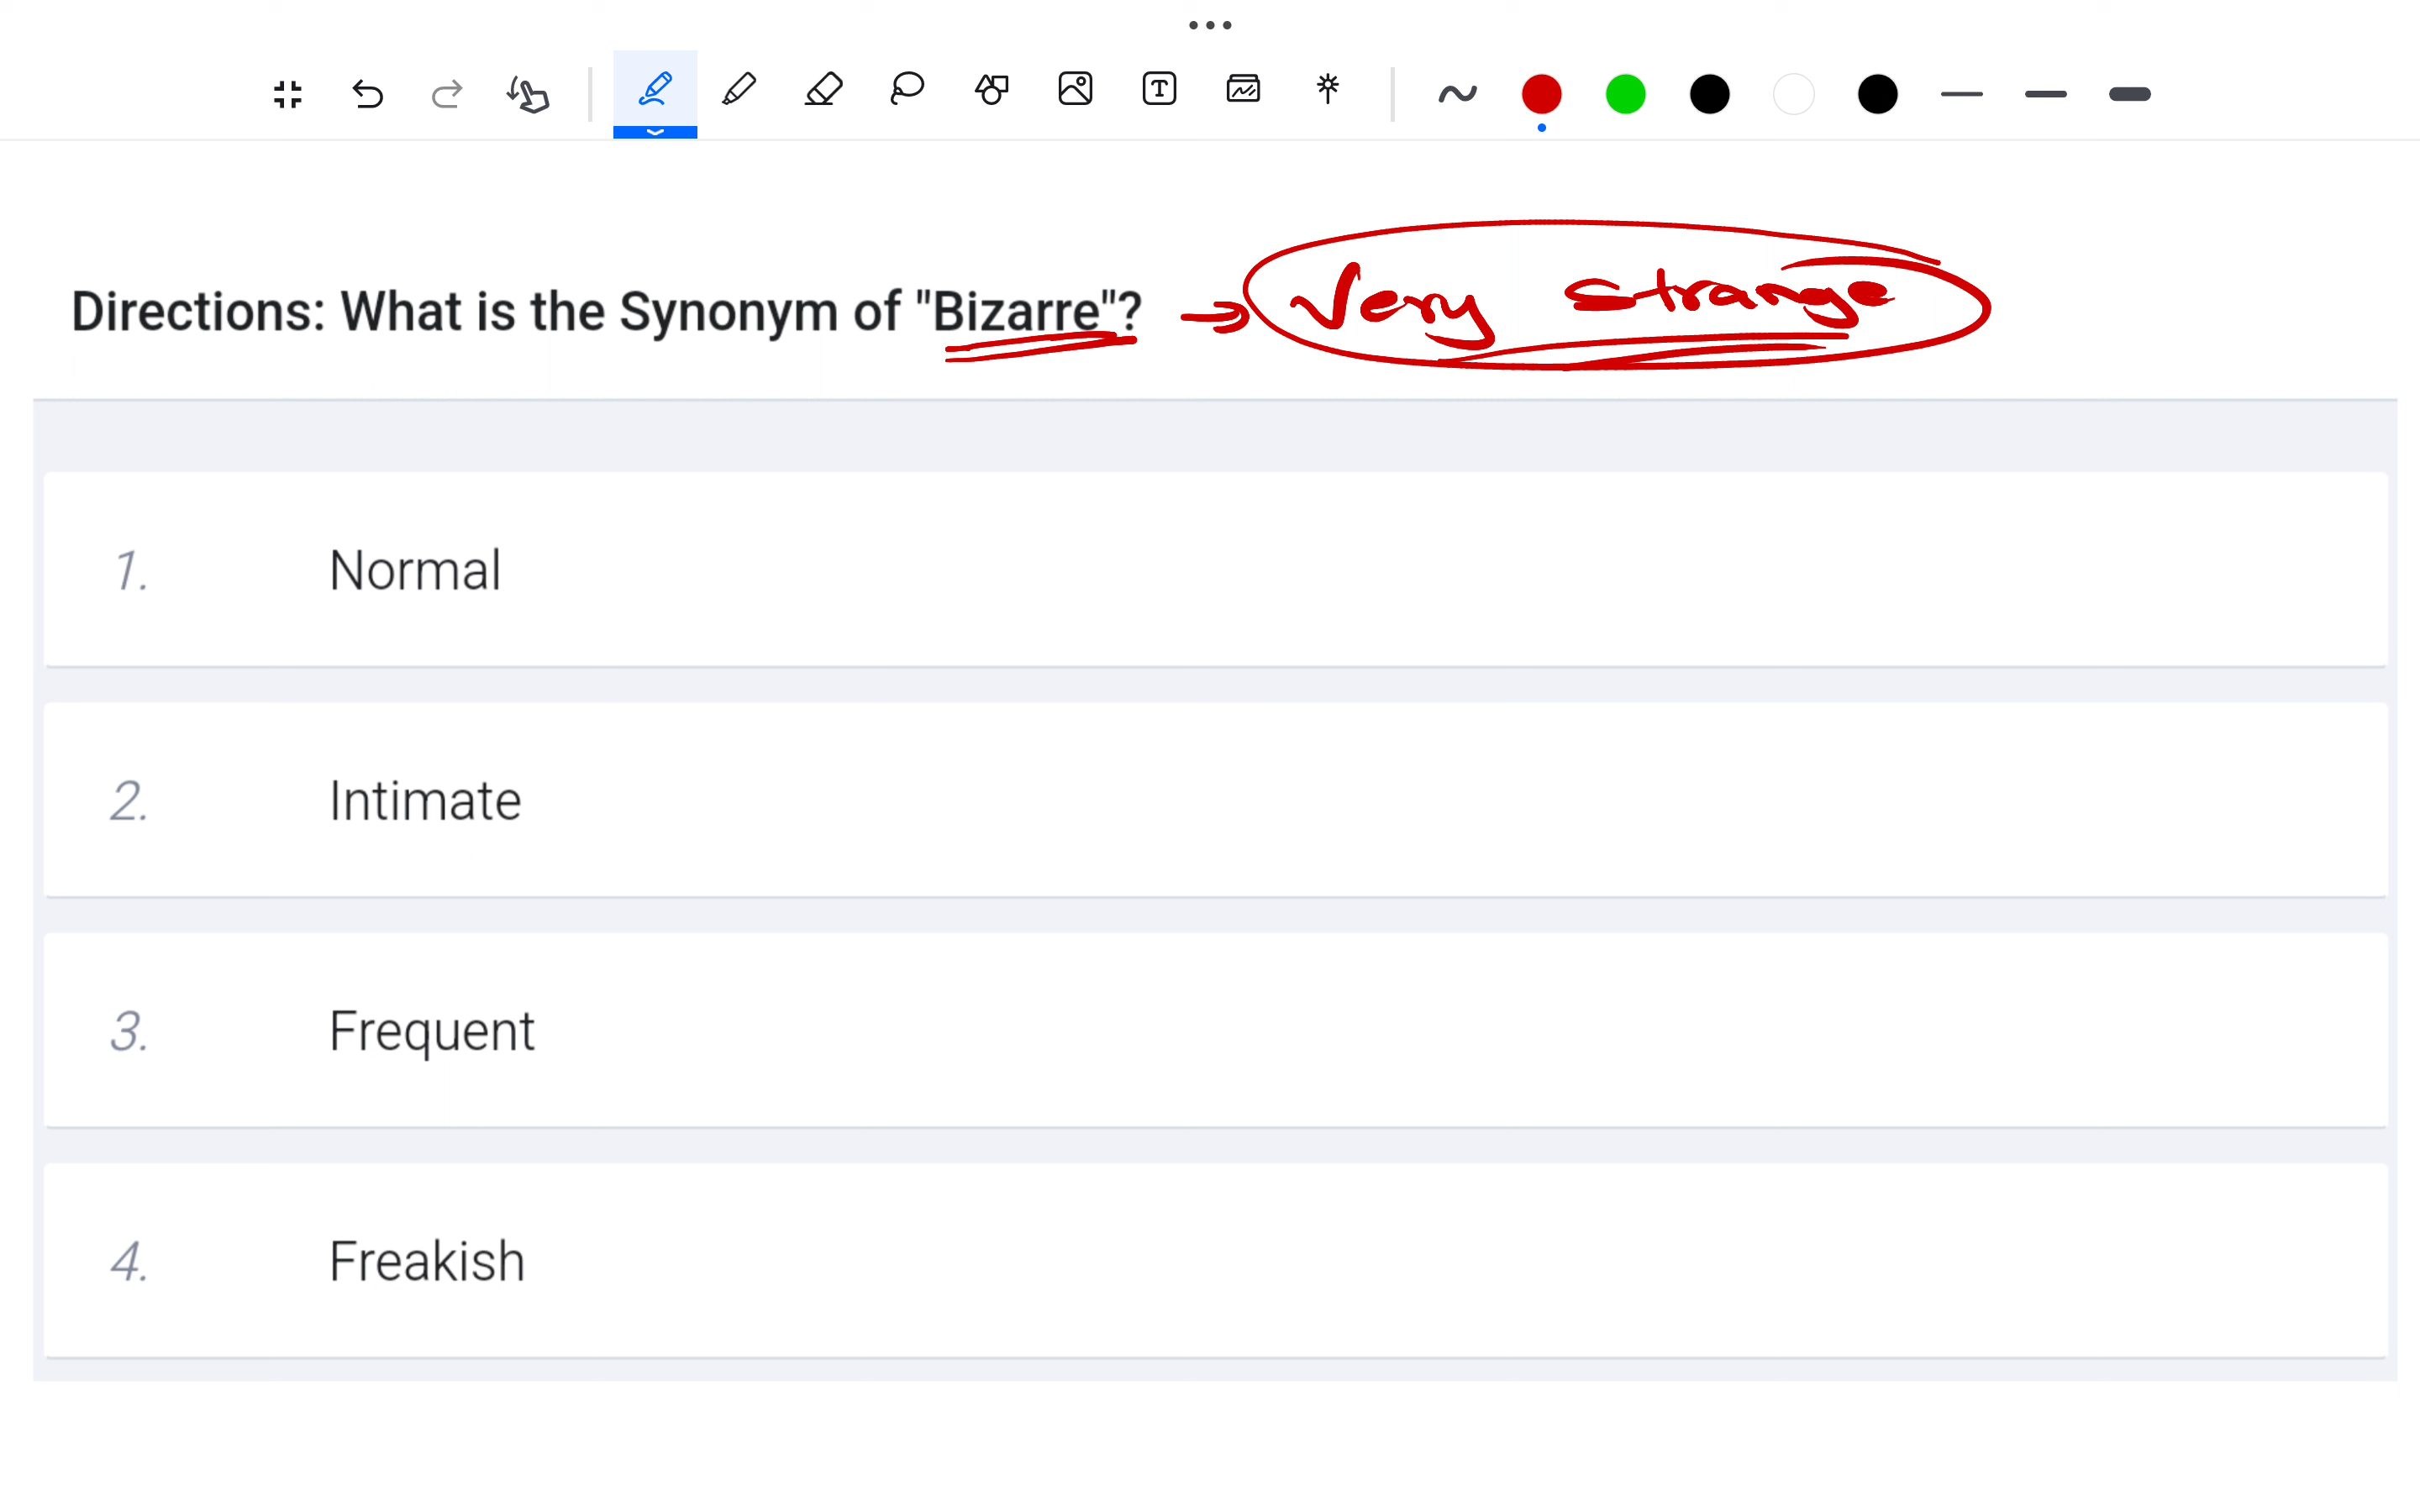 Directions: What is the Synonym of "Bizarre"? → Very strange
1. Normal
2. Intimate
3. Frequent
4. Freakish